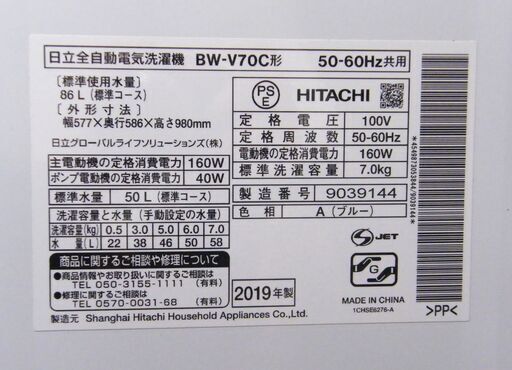 日立全自動電気洗濯機 BW-V70C形 50-60Hz共用
[標準使用水量]
86L (標準コース)
[外形寸法]
幅577×奥行586×高さ980mm
日立グローバルライフソリューションズ(株)
主電動機の定格消費電力 160W
ポンプ電動機の定格消費電力 40W
標準水量 50L (標準コース)
洗濯容量と水量 (手動設定の水量)
洗濯容量(kg) 0.5 3.0 5.0 6.0 7.0
水 量(L) 22 38 46 50 58
商品に関するご相談や修理について
●商品情報やお取り扱いに関するご相談
TEL 050-3155-1111 (有料)
●修理に関するご相談
TEL 0570-0031-68 (有料)
製造元 Shanghai Hitachi Household Appliances Co.,Ltd.
PS
E
HITACHI
定格電圧 100V
定格周波数 50-60Hz
電動機の定格消費電力 160W
標準洗濯容量 7.0kg
製造番号 9039144
色相 A (ブルー)
S JET
G
2019年製
MADE IN CHINA
1CHSE6276-A
*4549873053844/9039144*
>PP<